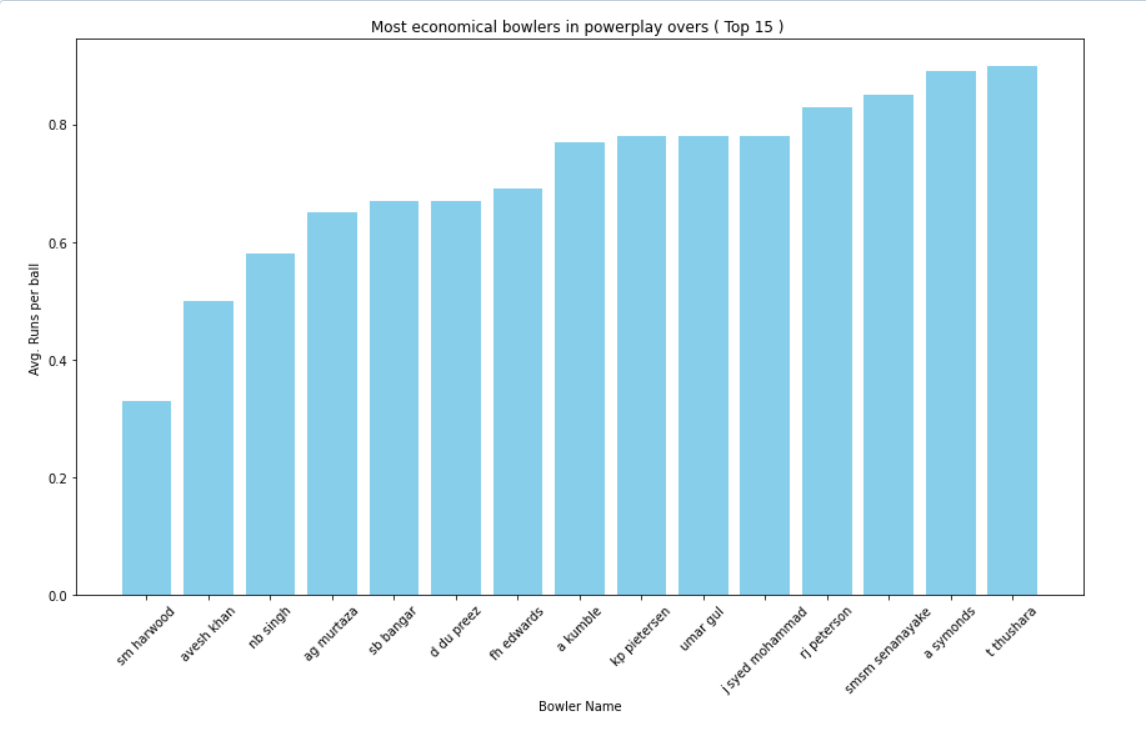 Most economical bowlers in powerplay overs ( Top 15 )
Avg. Runs per ball
0.8
0.6
0.4
0.2
0.0
sm harwood
avesh khan
nb singh
ag murtaza
sb bangar
d du preez
fh edwards
a kumble
kp pietersen
umar gul
j syed mohammad
rj peterson
smsm senanayake
a symonds
t thushara
Bowler Name